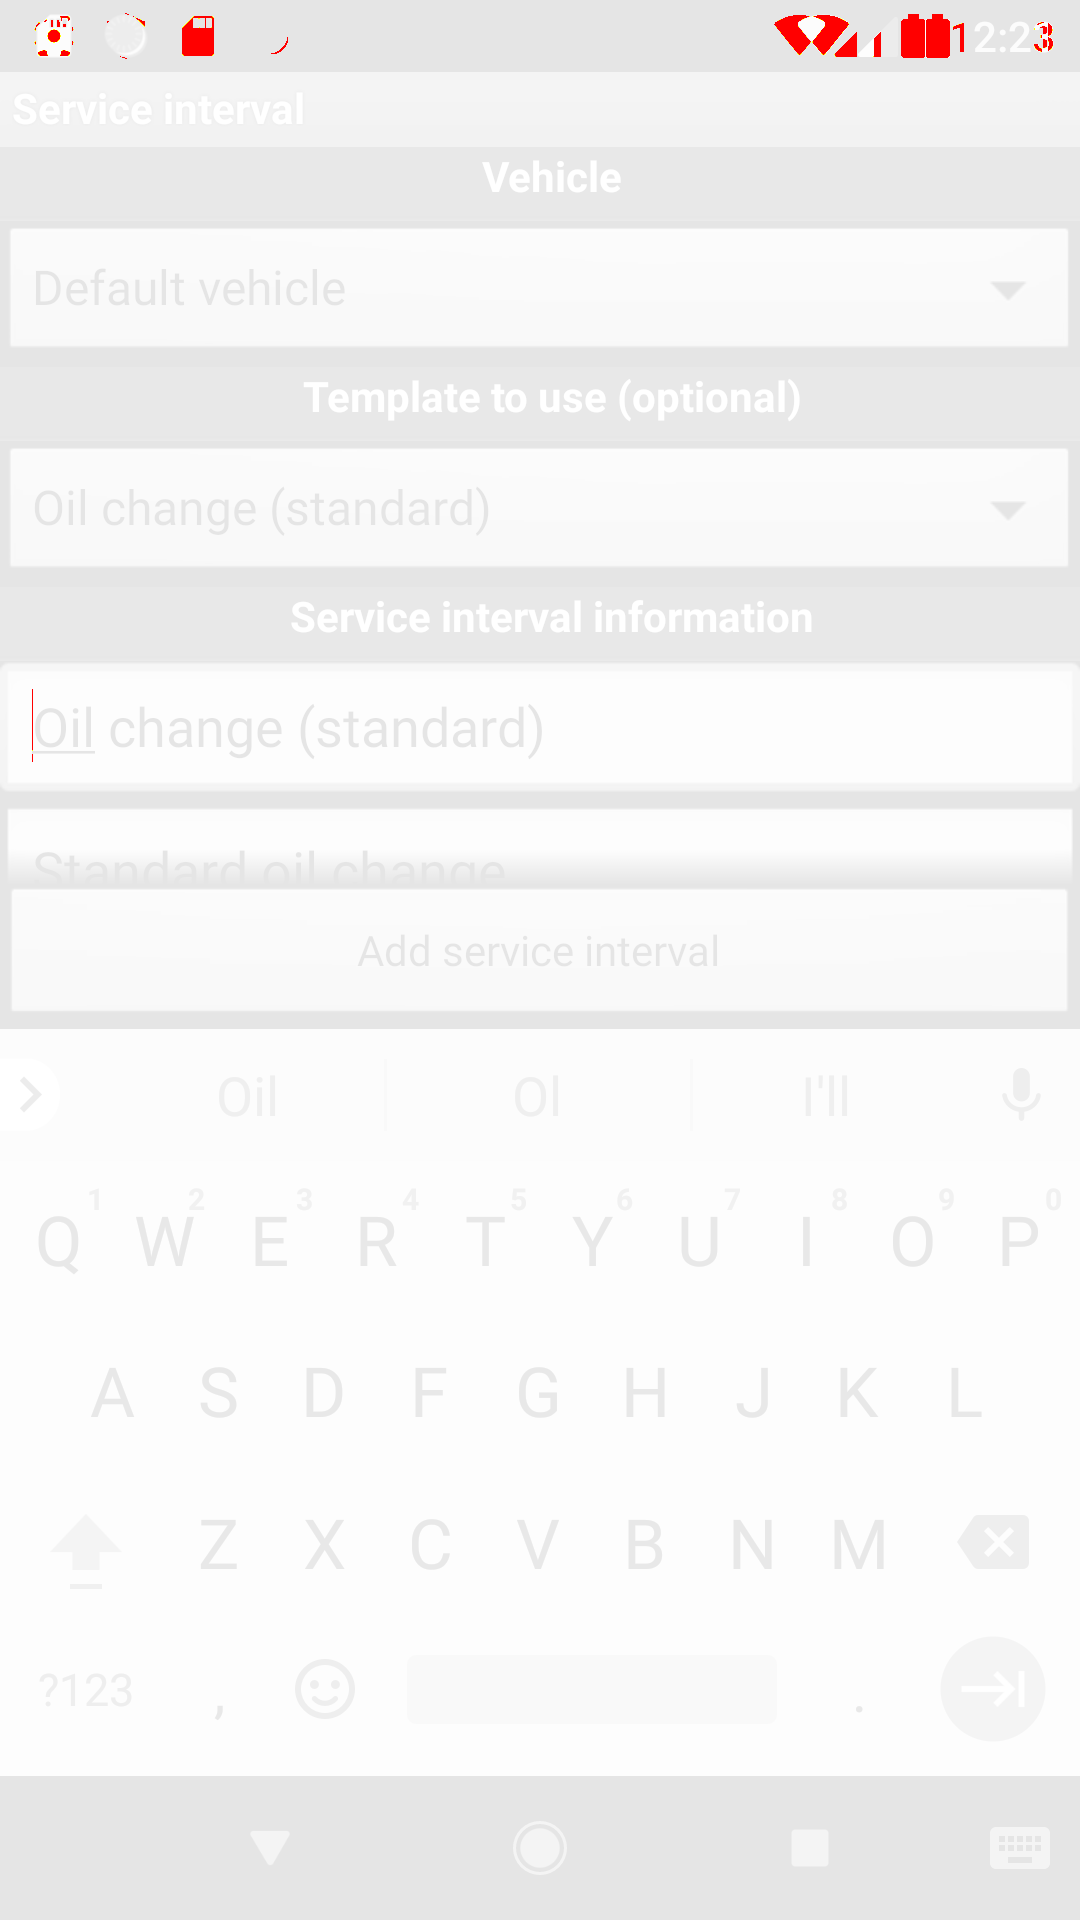 12:23
Service interval
Vehicle
Default vehicle
Template to use (optional)
Oil change (standard)
Service interval information
Oil change (standard)
Standard oil change
Add service interval
Oil Ol I'll
1 2 3 4 5 6 7 8 9 0
Q W E R T Y U I O P
A S D F G H J K L
Z X C V B N M
?123 , .